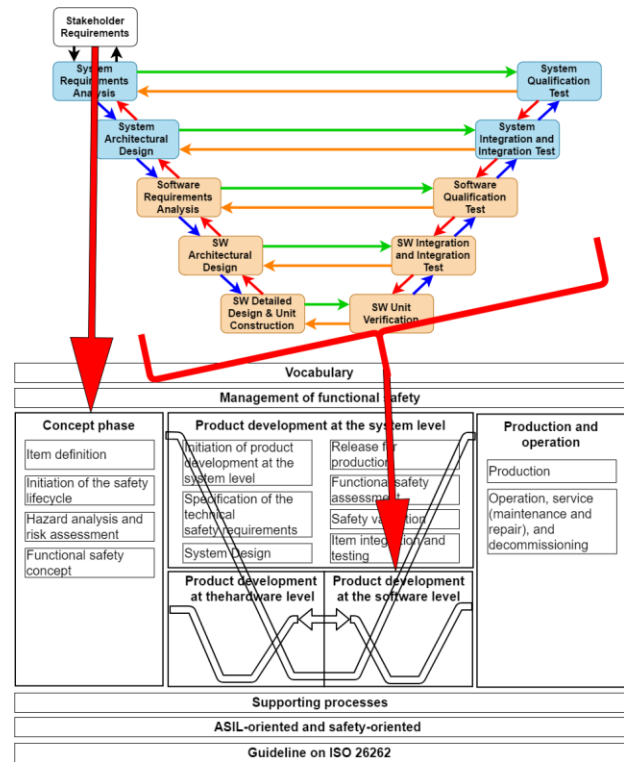 Stakeholder
Requirements
System
Requirements
Analysis
System
Qualification
Test
System
Architectural
Design
System
Integration and
Integration Test
Software
Requirements
Analysis
Software
Qualification
Test
SW
Architectural
Design
SW Integration
and Integration
Test
SW Detailed
Design & Unit
Construction
SW Unit
Verification
Vocabulary
Management of functional safety
Concept phase
Item definition
Initiation of the safety
lifecycle
Hazard analysis and
risk assessment
Functional safety
concept
Product development at the system level
Initiation of product
development at the
system level
Specification of the
technical
safety requirements
System Design
Release for
production
Functional safety
assessment
Safety validation
Item integration and
testing
Product development
at thehardware level
Product development
at the software level
Production and
operation
Production
Operation, service
(maintenance and
repair), and
decommissioning
Supporting processes
ASIL-oriented and safety-oriented
Guideline on ISO 26262